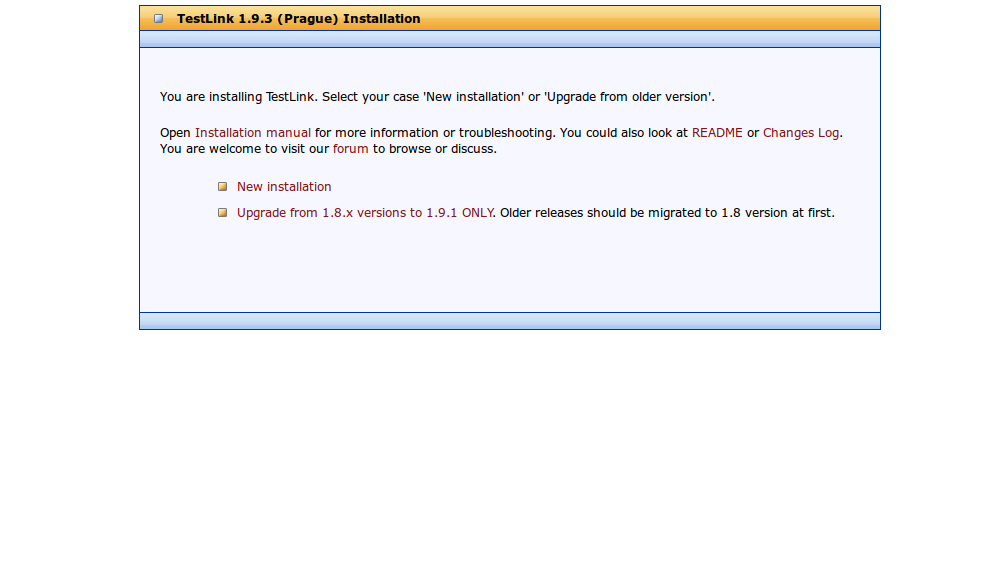 TestLink 1.9.3 (Prague) Installation
You are installing TestLink. Select your case 'New installation' or 'Upgrade from older version'.
Open Installation manual for more information or troubleshooting. You could also look at README or Changes Log.
You are welcome to visit our forum to browse or discuss.
New installation
Upgrade from 1.8.x versions to 1.9.1 ONLY. Older releases should be migrated to 1.8 version at first.